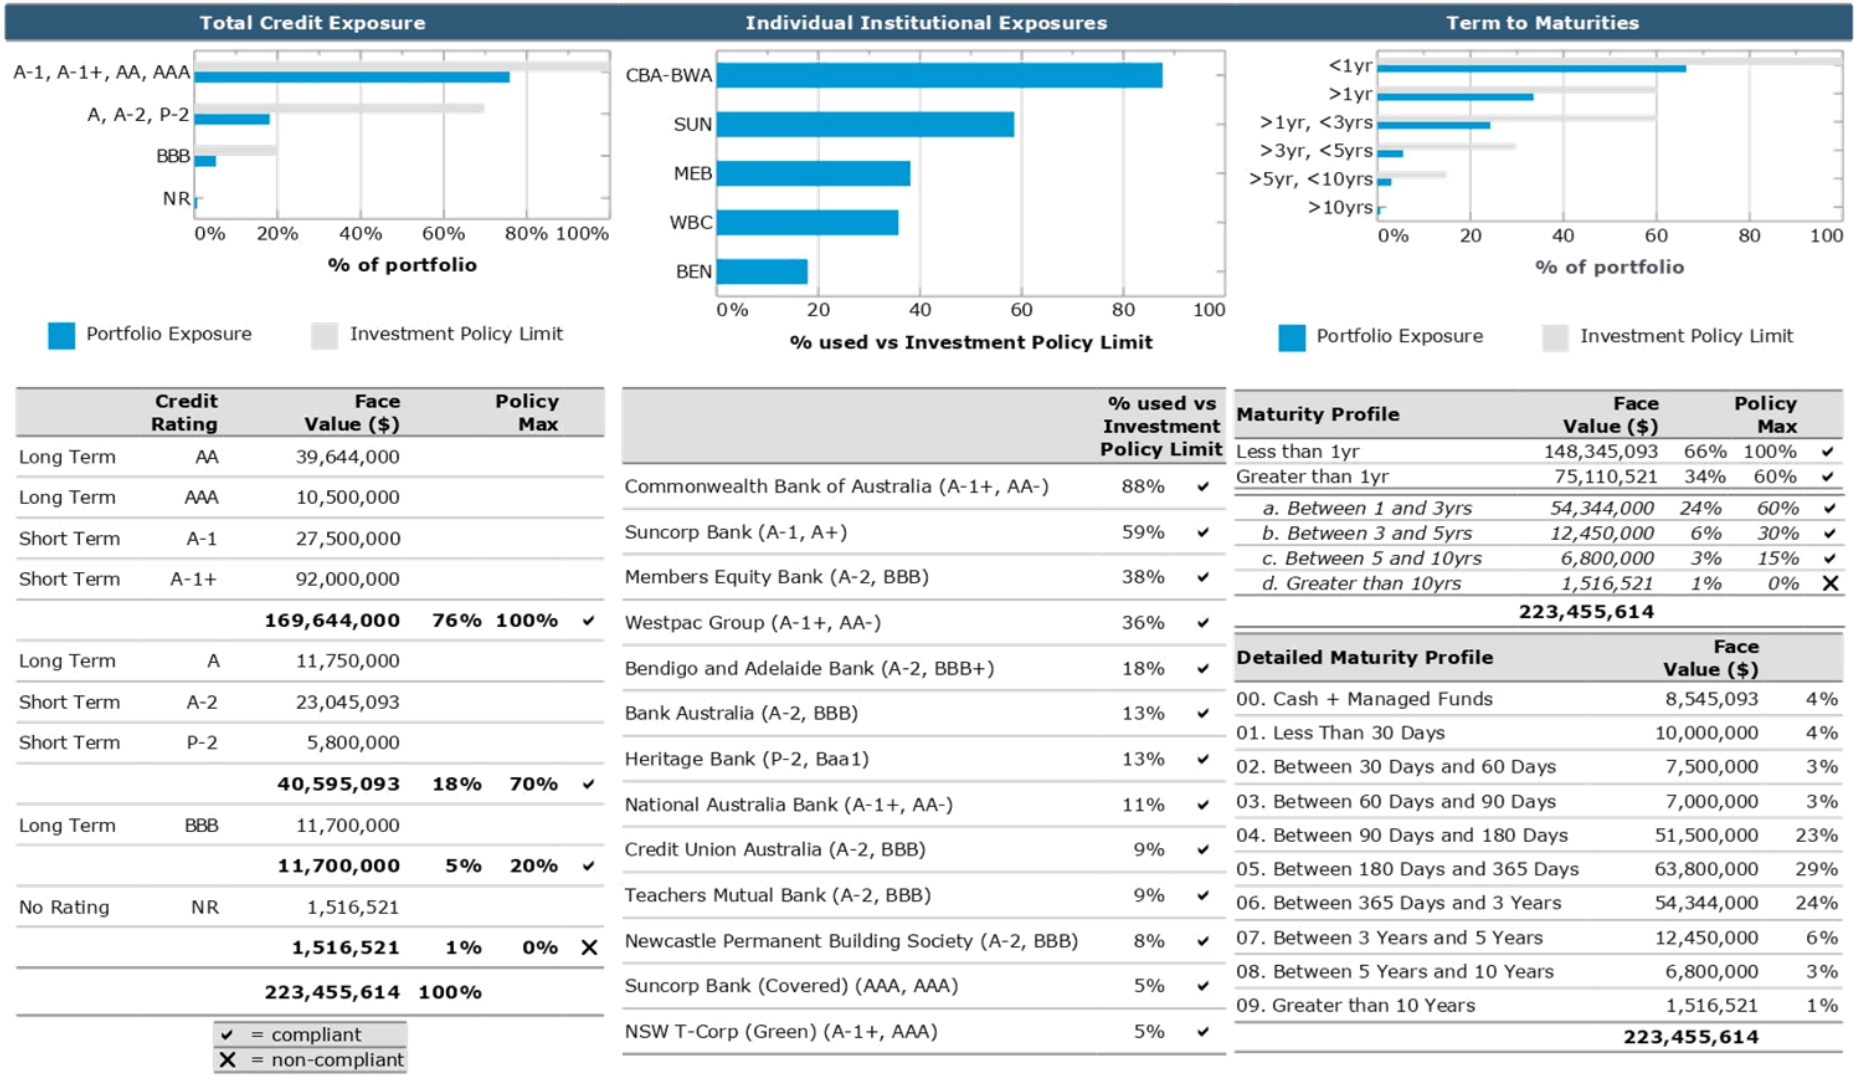 Total Credit Exposure
A-1, A-1+, AA, AAA
A, A-2, P-2
BBB
NR
0% 20% 40% 60% 80% 100%
% of portfolio
Portfolio Exposure Investment Policy Limit
Credit Rating Face Value ($) Policy Max
Long Term AA 39,644,000
Long Term AAA 10,500,000
Short Term A-1 27,500,000
Short Term A-1+ 92,000,000
169,644,000 76% 100% ✔
Long Term A 11,750,000
Short Term A-2 23,045,093
Short Term P-2 5,800,000
40,595,093 18% 70% ✔
Long Term BBB 11,700,000
11,700,000 5% 20% ✔
No Rating NR 1,516,521
1,516,521 1% 0% ✕
223,455,614 100%
✔ = compliant
✕ = non-compliant
Individual Institutional Exposures
CBA-BWA
SUN
MEB
WBC
BEN
0% 20 40 60 80 100
% used vs Investment Policy Limit
% used vs
Investment
Policy Limit
Commonwealth Bank of Australia (A-1+, AA-) 88% ✔
Suncorp Bank (A-1, A+) 59% ✔
Members Equity Bank (A-2, BBB) 38% ✔
Westpac Group (A-1+, AA-) 36% ✔
Bendigo and Adelaide Bank (A-2, BBB+) 18% ✔
Bank Australia (A-2, BBB) 13% ✔
Heritage Bank (P-2, Baa1) 13% ✔
National Australia Bank (A-1+, AA-) 11% ✔
Credit Union Australia (A-2, BBB) 9% ✔
Teachers Mutual Bank (A-2, BBB) 9% ✔
Newcastle Permanent Building Society (A-2, BBB) 8% ✔
Suncorp Bank (Covered) (AAA, AAA) 5% ✔
NSW T-Corp (Green) (A-1+, AAA) 5% ✔
Term to Maturities
<1yr
>1yr
>1yr, <3yrs
>3yr, <5yrs
>5yr, <10yrs
>10yrs
0% 20 40 60 80 100
% of portfolio
Portfolio Exposure Investment Policy Limit
Maturity Profile Face Value ($) Policy Max
Less than 1yr 148,345,093 66% 100% ✔
Greater than 1yr 75,110,521 34% 60% ✔
a. Between 1 and 3yrs 54,344,000 24% 60% ✔
b. Between 3 and 5yrs 12,450,000 6% 30% ✔
c. Between 5 and 10yrs 6,800,000 3% 15% ✔
d. Greater than 10yrs 1,516,521 1% 0% ✕
223,455,614
Detailed Maturity Profile Face Value ($)
00. Cash + Managed Funds 8,545,093 4%
01. Less Than 30 Days 10,000,000 4%
02. Between 30 Days and 60 Days 7,500,000 3%
03. Between 60 Days and 90 Days 7,000,000 3%
04. Between 90 Days and 180 Days 51,500,000 23%
05. Between 180 Days and 365 Days 63,800,000 29%
06. Between 365 Days and 3 Years 54,344,000 24%
07. Between 3 Years and 5 Years 12,450,000 6%
08. Between 5 Years and 10 Years 6,800,000 3%
09. Greater than 10 Years 1,516,521 1%
223,455,614